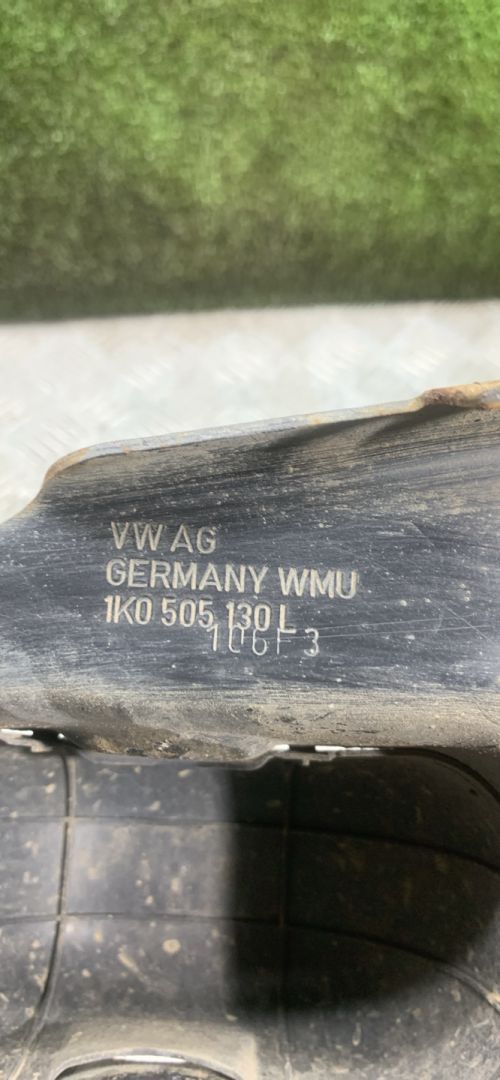 VW AG
GERMANY WMU
1K0 505 130 L
106F3